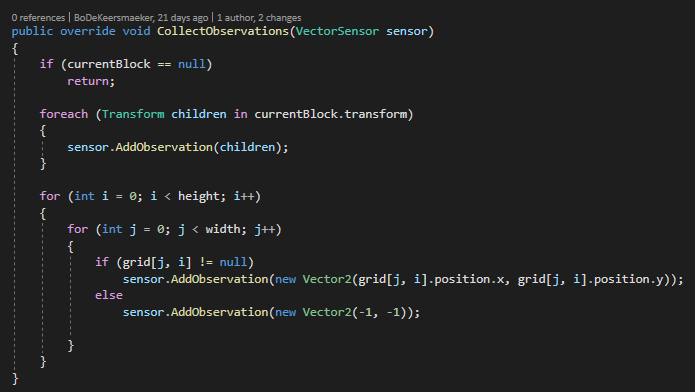 0 references | BoDeKeersmaeker, 21 days ago | 1 author, 2 changes
public override void CollectObservations(VectorSensor sensor)
{
    if (currentBlock == null)
        return;

    foreach (Transform children in currentBlock.transform)
    {
        sensor.AddObservation(children);
    }

    for (int i = 0; i < height; i++)
    {
        for (int j = 0; j < width; j++)
        {
            if (grid[j, i] != null)
                sensor.AddObservation(new Vector2(grid[j, i].position.x, grid[j, i].position.y));
            else
                sensor.AddObservation(new Vector2(-1, -1));

        }
    }
}